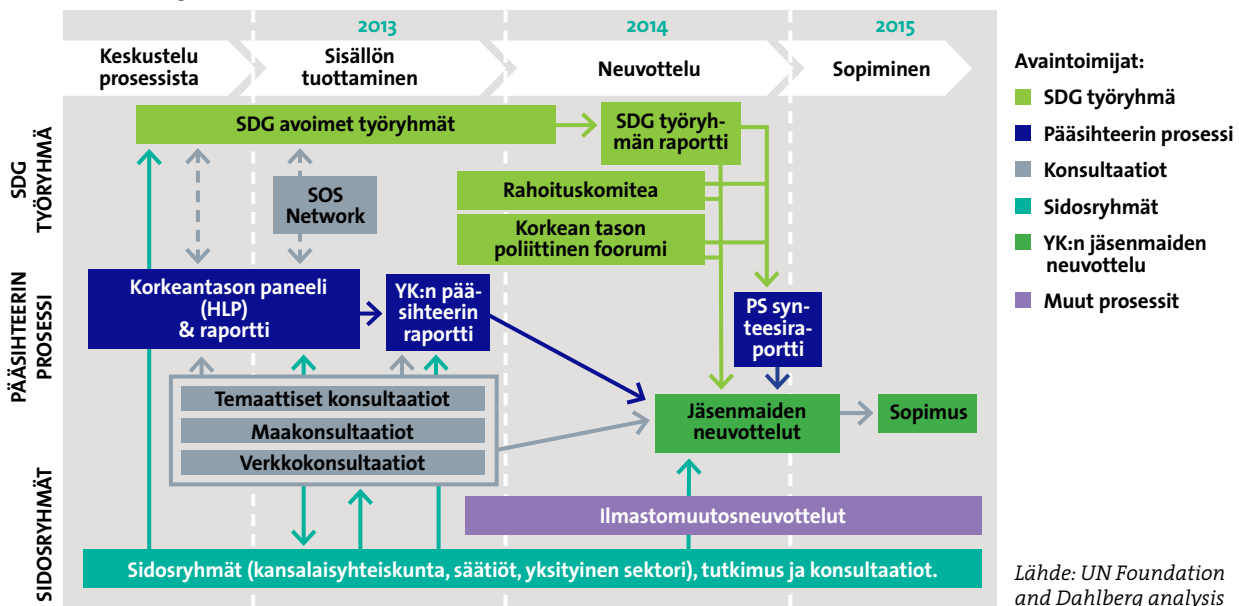 2013
2014
2015
Keskustelu
prosessista
Sisällön
tuottaminen
Neuvottelu
Sopiminen
SDG
TYÖRYHMÄ
SDG avoimet työryhmät
SDG työryh-
män raportti
SOS
Network
Rahoituskomitea
Korkean tason
poliittinen foorumi
PÄÄSIHTEERIN
PROSESSI
Korkeantason paneeli
(HLP)
& raportti
YK:n pää-
sihteerin
raportti
PS syn-
teesira-
portti
Temaattiset konsultaatiot
Maakonsultaatiot
Verkkokonsultaatiot
Jäsenmaiden
neuvottelut
Sopimus
SIDOSRYHMÄT
Ilmastomuutosneuvottelut
Sidosryhmät (kansalaisyhteiskunta, säätiöt, yksityinen sektori), tutkimus ja konsultaatiot.
Avaintoimijat:
SDG työryhmä
Pääsihteerin prosessi
Konsultaatiot
Sidosryhmät
YK:n jäsenmaiden
neuvottelu
Muut prosessit
Lähde: UN Foundation
and Dahlberg analysis